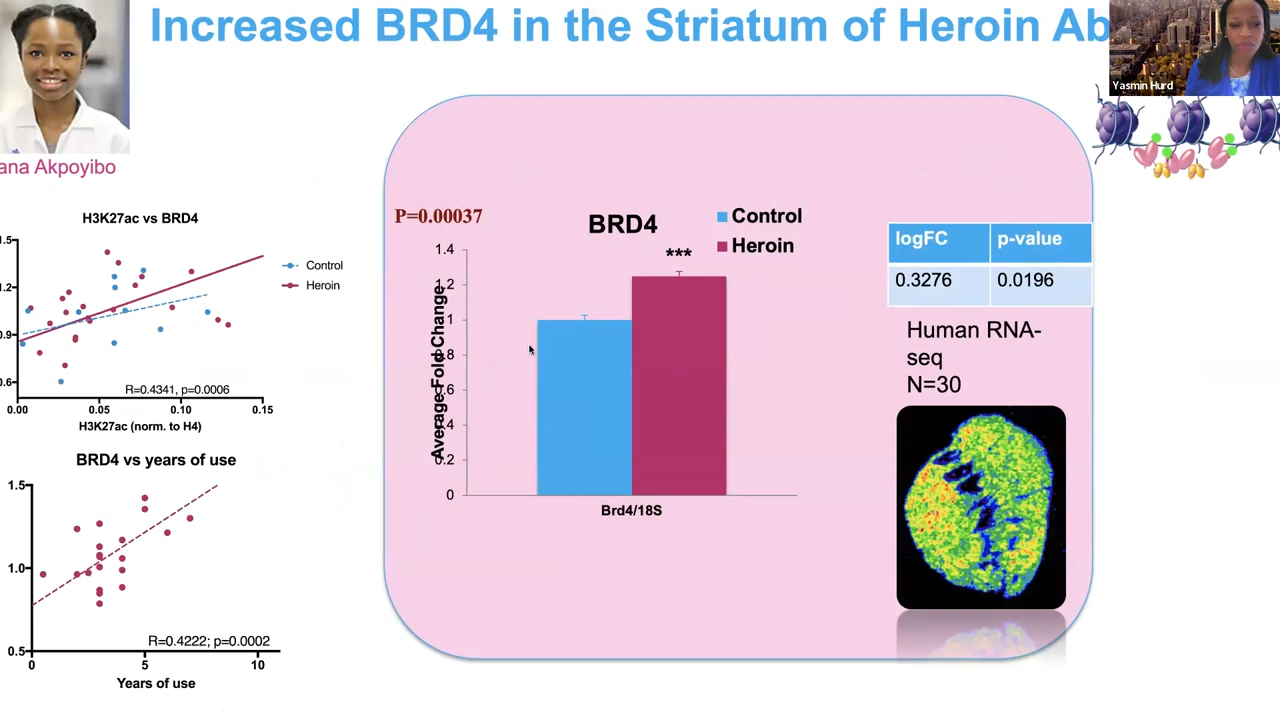 Increased BRD4 in the Striatum of Heroin Ab
Yasmin Hurd
ana Akpoyibo
H3K27ac vs BRD4
1.5
1.2
0.9
0.6
0.00
0.05
0.10
0.15
Control
Heroin
R=0.4341, p=0.0006
H3K27ac (norm. to H4)
BRD4 vs years of use
1.5
1.0
0.5
0
5
10
R=0.4222; p=0.0002
Years of use
P=0.00037
BRD4
Control
Heroin
***
Average Fold Change
1.4
1.2
1
0.8
0.6
0.4
0.2
0
Brd4/18S
logFC
p-value
0.3276
0.0196
Human RNA-
seq
N=30